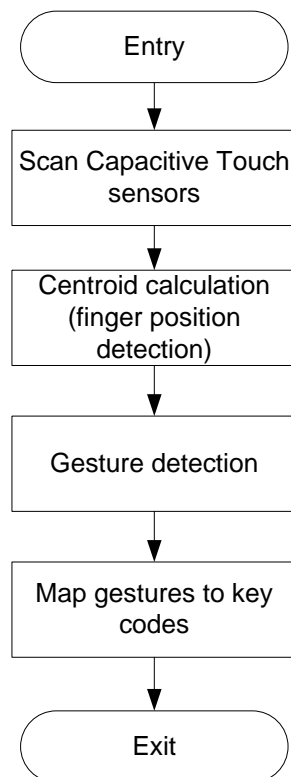 Entry
Scan Capacitive Touch
sensors
Centroid calculation
(finger position
detection)
Gesture detection
Map gestures to key
codes
Exit